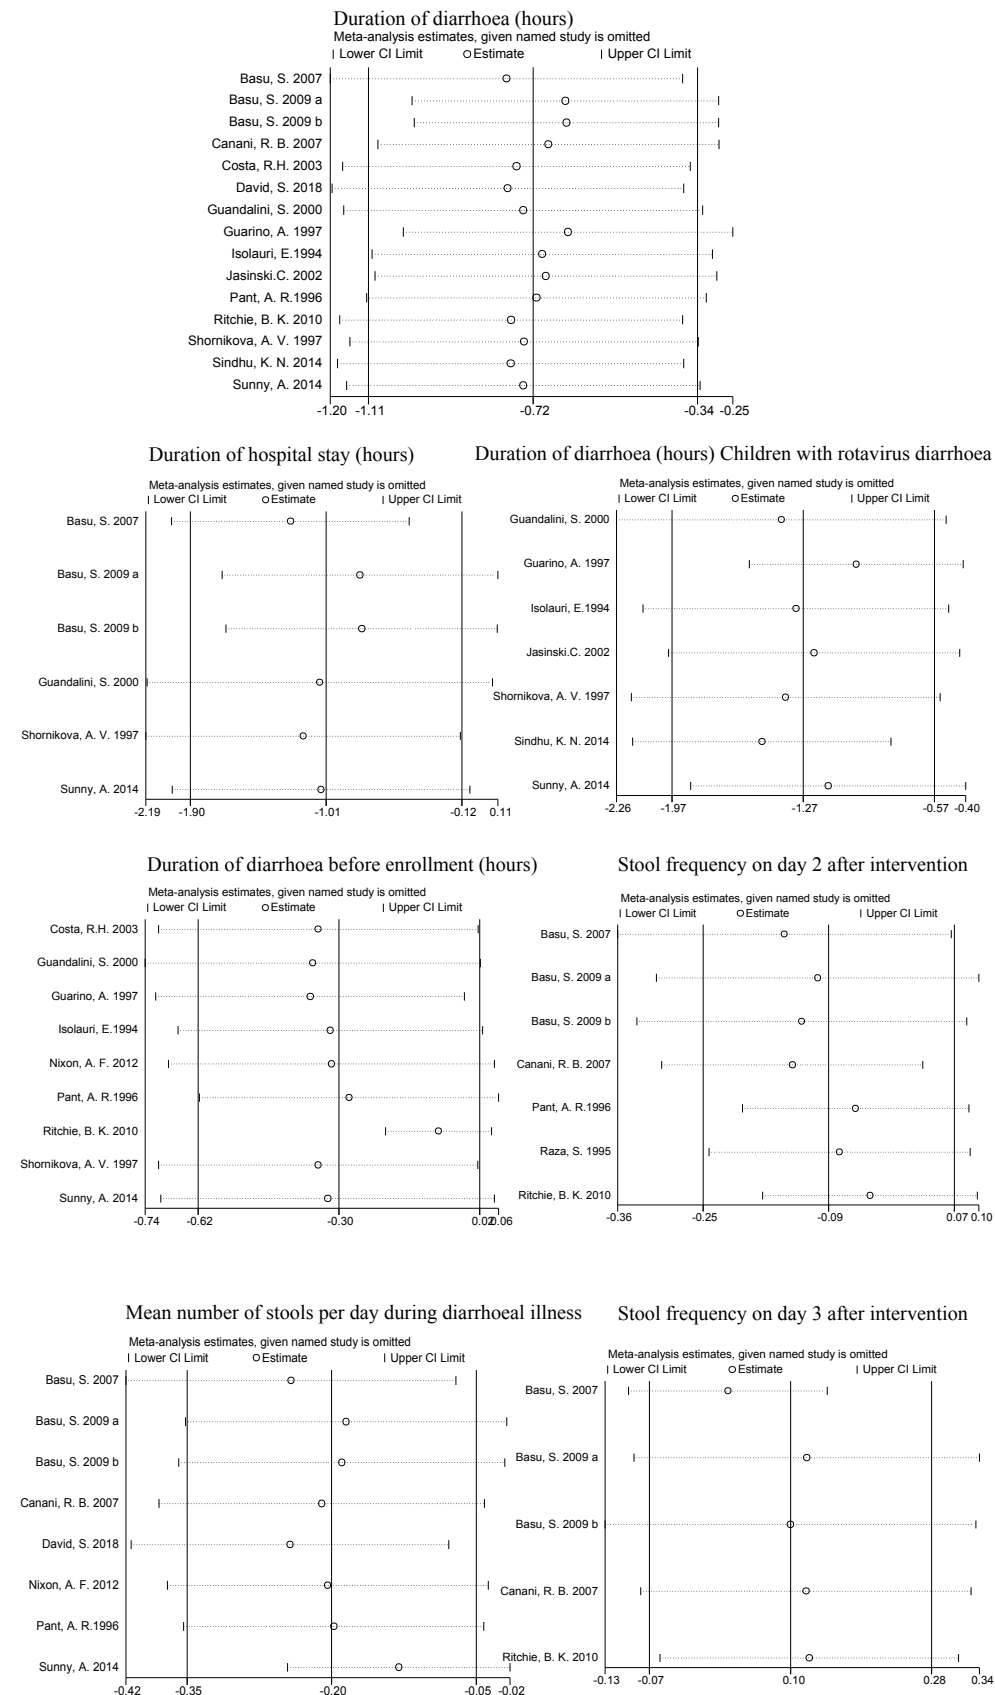 Duration of diarrhoea (hours)
Meta-analysis estimates, given named study is omitted
| Lower CI Limit ○ Estimate | Upper CI Limit
Basu, S. 2007
Basu, S. 2009 a
Basu, S. 2009 b
Canani, R. B. 2007
Costa, R.H. 2003
David, S. 2018
Guandalini, S. 2000
Guarino, A. 1997
Isolauri, E.1994
Jasinski.C. 2002
Pant, A. R.1996
Ritchie, B. K. 2010
Shornikova, A. V. 1997
Sindhu, K. N. 2014
Sunny, A. 2014
-1.20 -1.11 -0.72 -0.34 -0.25
Duration of hospital stay (hours)
Meta-analysis estimates, given named study is omitted
| Lower CI Limit ○ Estimate | Upper CI Limit
Basu, S. 2007
Basu, S. 2009 a
Basu, S. 2009 b
Guandalini, S. 2000
Shornikova, A. V. 1997
Sunny, A. 2014
-2.19 -1.90 -1.01 -0.12 0.11
Duration of diarrhoea (hours) Children with rotavirus diarrhoea
Meta-analysis estimates, given named study is omitted
| Lower CI Limit ○ Estimate | Upper CI Limit
Guandalini, S. 2000
Guarino, A. 1997
Isolauri, E.1994
Jasinski.C. 2002
Shornikova, A. V. 1997
Sindhu, K. N. 2014
Sunny, A. 2014
-2.26 -1.97 -1.27 -0.57 -0.40
Duration of diarrhoea before enrollment (hours)
Meta-analysis estimates, given named study is omitted
| Lower CI Limit ○ Estimate | Upper CI Limit
Costa, R.H. 2003
Guandalini, S. 2000
Guarino, A. 1997
Isolauri, E.1994
Nixon, A. F. 2012
Pant, A. R.1996
Ritchie, B. K. 2010
Shornikova, A. V. 1997
Sunny, A. 2014
-0.74 -0.62 -0.30 0.02 0.06
Stool frequency on day 2 after intervention
Meta-analysis estimates, given named study is omitted
| Lower CI Limit ○ Estimate | Upper CI Limit
Basu, S. 2007
Basu, S. 2009 a
Basu, S. 2009 b
Canani, R. B. 2007
Pant, A. R.1996
Raza, S. 1995
Ritchie, B. K. 2010
-0.36 -0.25 -0.09 0.07 0.10
Mean number of stools per day during diarrhoeal illness
Meta-analysis estimates, given named study is omitted
| Lower CI Limit ○ Estimate | Upper CI Limit
Basu, S. 2007
Basu, S. 2009 a
Basu, S. 2009 b
Canani, R. B. 2007
David, S. 2018
Nixon, A. F. 2012
Pant, A. R.1996
Sunny, A. 2014
-0.42 -0.35 -0.20 -0.05 -0.02
Stool frequency on day 3 after intervention
Meta-analysis estimates, given named study is omitted
| Lower CI Limit ○ Estimate | Upper CI Limit
Basu, S. 2007
Basu, S. 2009 a
Basu, S. 2009 b
Canani, R. B. 2007
Ritchie, B. K. 2010
-0.13 -0.07 0.10 0.28 0.34